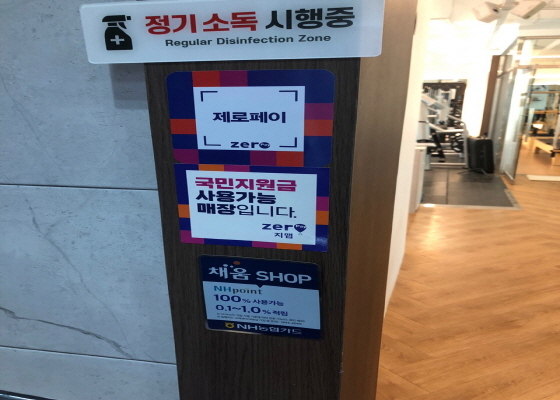 정기 소독 시행중
Regular Disinfection Zone
제로페이
zero
국민지원금
사용가능
매장입니다.
zero
지맵
채움 SHOP
NHpoint
100% 사용가능
0.1~1.0% 적립
NH농협카드